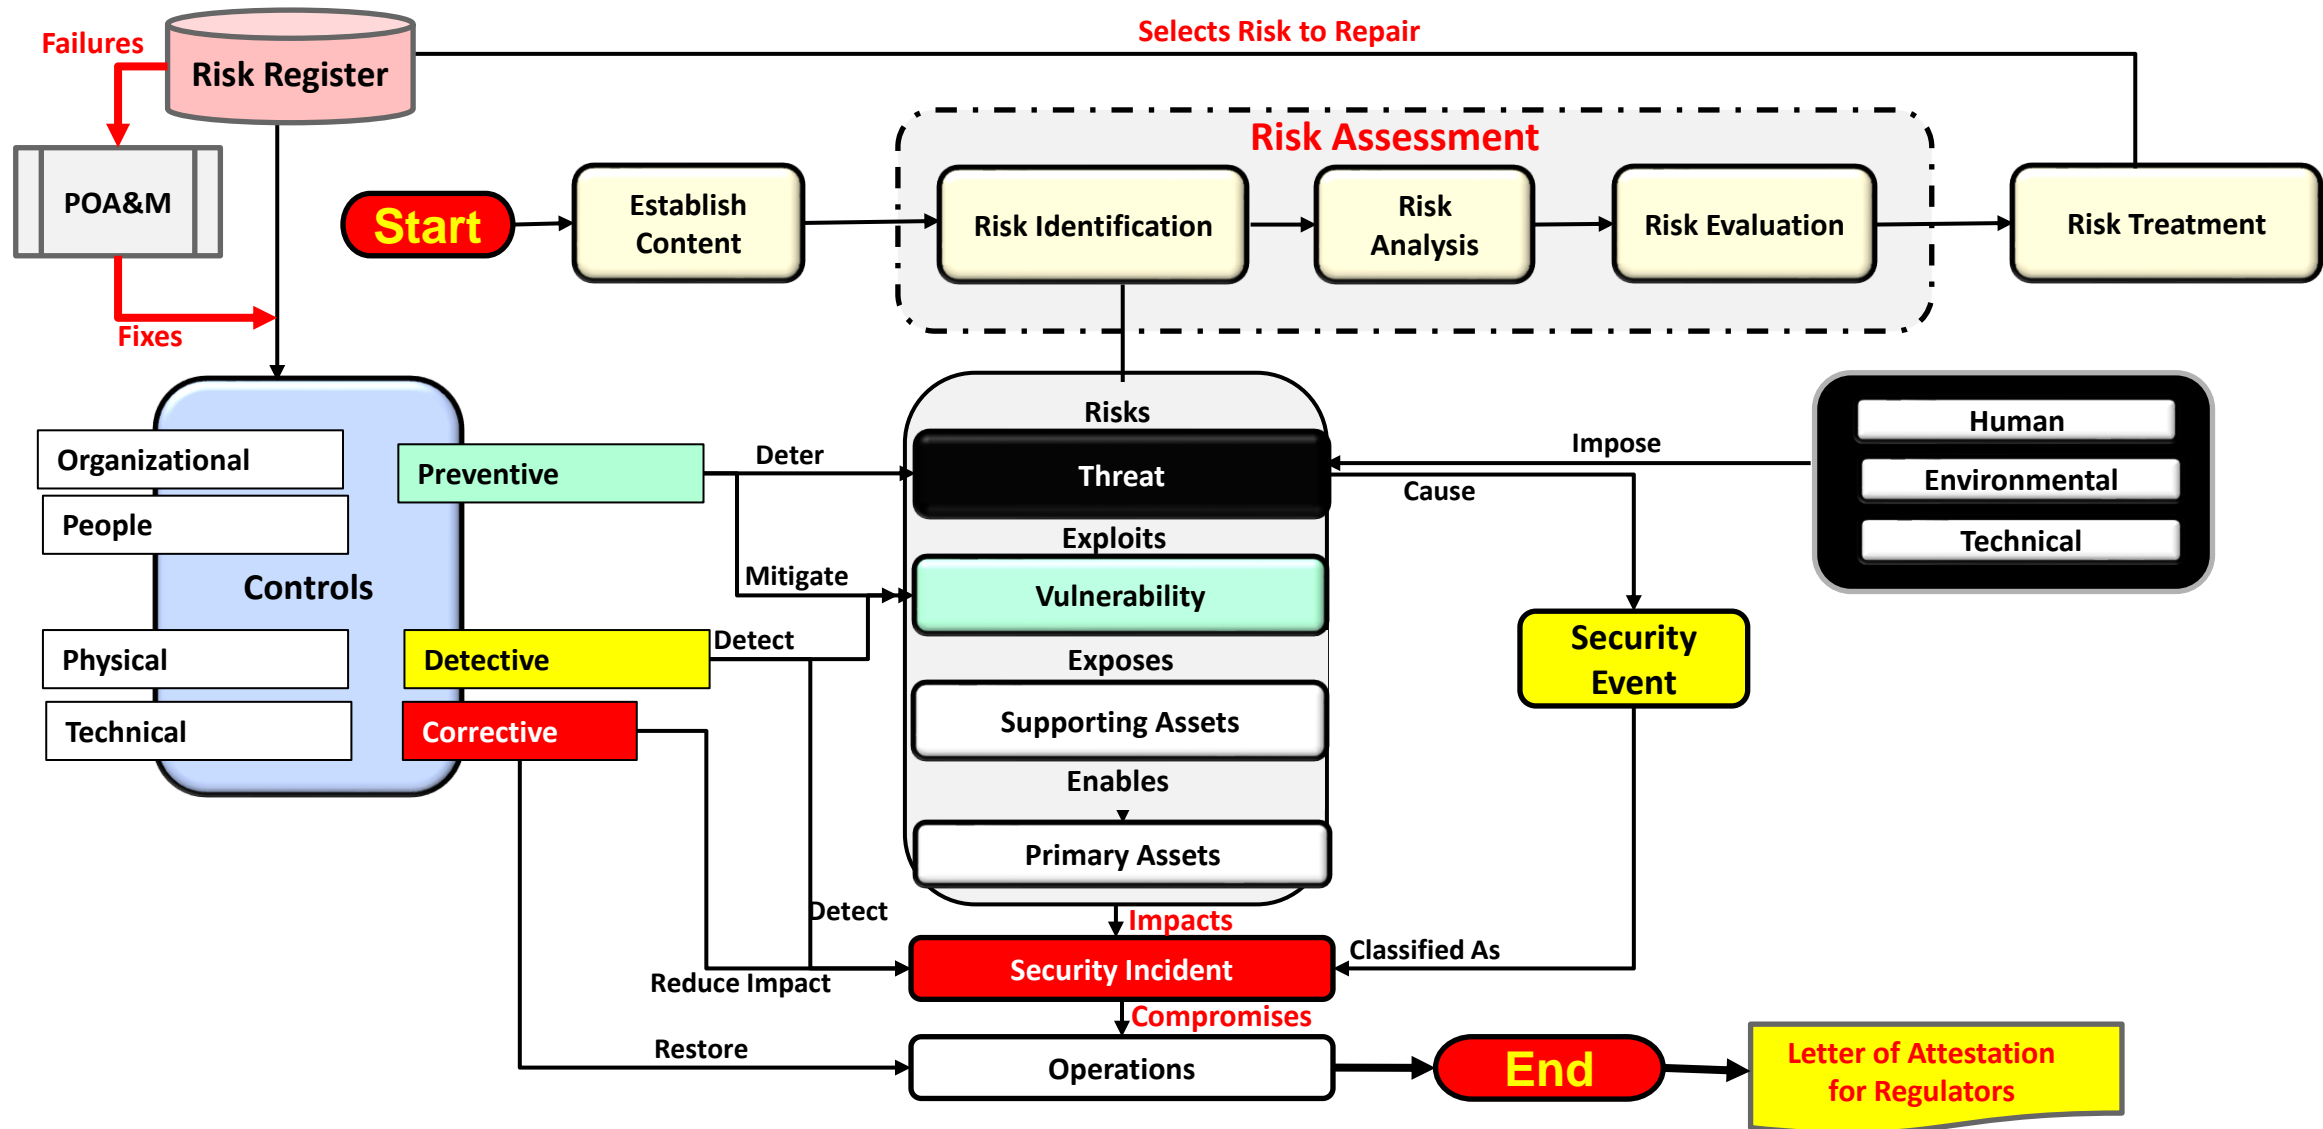 Selects Risk to Repair
Failures
Risk Register
Risk Assessment
POA&M
Start
Establish
Content
Risk Identification
Risk
Analysis
Risk Evaluation
Risk Treatment
Fixes
Risks
Organizational
People
Controls
Physical
Technical
Preventive
Detective
Corrective
Deter
Mitigate
Detect
Threat
Exploits
Vulnerability
Exposes
Supporting Assets
Enables
Primary Assets
Impose
Cause
Human
Environmental
Technical
Security
Event
Detect
Impacts
Reduce Impact
Security Incident
Classified As
Compromises
Restore
Operations
End
Letter of Attestation
for Regulators